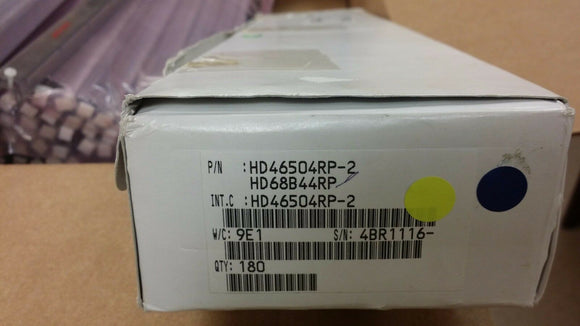 P/N :HD46504RP-2
HD68B44RP
INT.C :HD46504RP-2
W/C: 9E1 S/N: 4BR1116-
QTY: 180